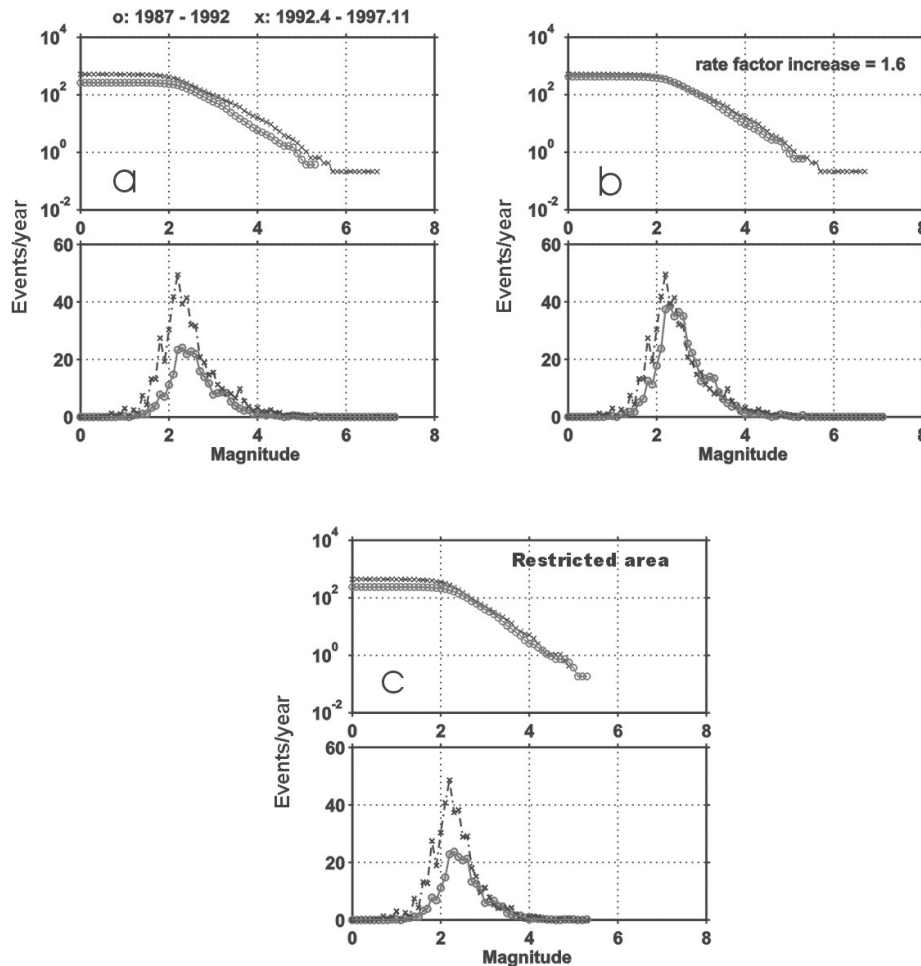 o: 1987 - 1992 x: 1992.4 - 1997.11
10^4
10^2
10^0
10^-2
0 2 4 6 8
a
Events/year
60
40
20
0
0 2 4 6 8
Magnitude
rate factor increase = 1.6
10^4
10^2
10^0
10^-2
0 2 4 6 8
b
Events/year
60
40
20
0
0 2 4 6 8
Magnitude
Restricted area
10^4
10^2
10^0
10^-2
0 2 4 6 8
c
Events/year
60
40
20
0
0 2 4 6 8
Magnitude